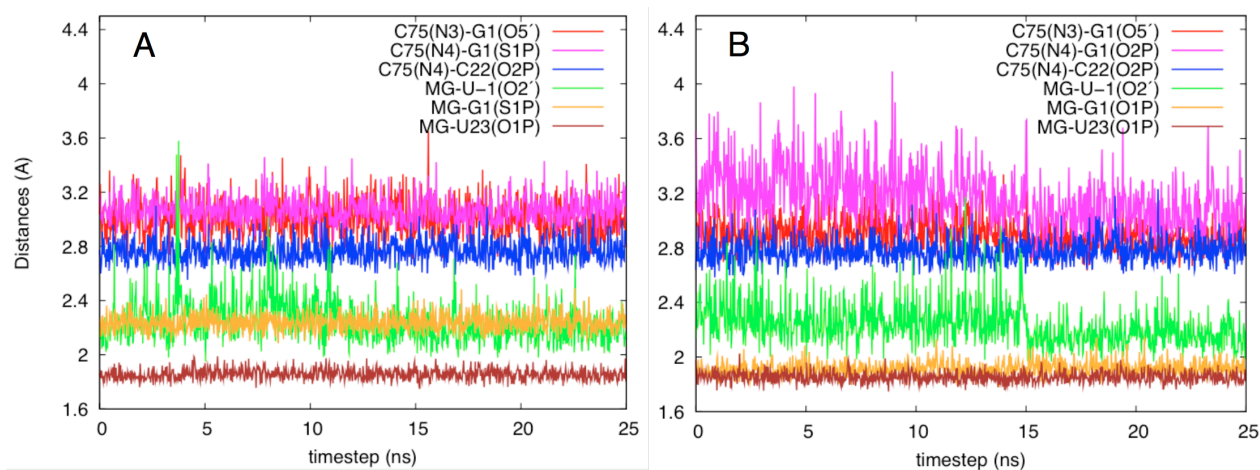 A
C75(N3)-G1(O5´)
C75(N4)-G1(S1P)
C75(N4)-C22(O2P)
MG-U-1(O2´)
MG-G1(S1P)
MG-U23(O1P)
4.4
4
3.6
3.2
2.8
2.4
2
1.6
Distances (A)
0
5
10
15
20
25
timestep (ns)
B
C75(N3)-G1(O5´)
C75(N4)-G1(O2P)
C75(N4)-C22(O2P)
MG-U-1(O2´)
MG-G1(O1P)
MG-U23(O1P)
4.4
4
3.6
3.2
2.8
2.4
2
1.6
0
5
10
15
20
25
timestep (ns)